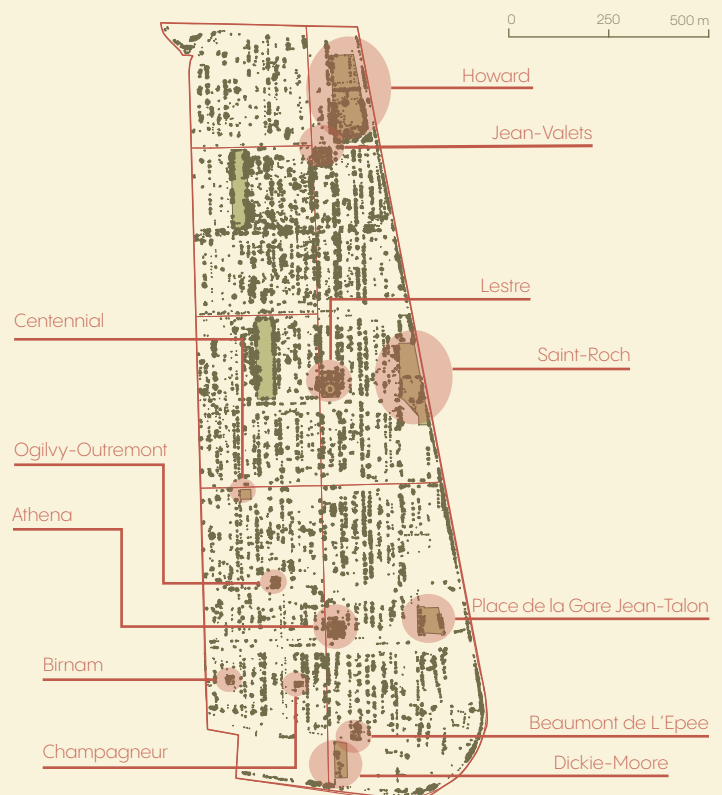 0 250 500 m
Howard
Jean-Valets
Lestre
Centennial
Saint-Roch
Ogilvy-Outremont
Athena
Place de la Gare Jean-Talon
Birnam
Beaumont de L'Epee
Champagneur
Dickie-Moore